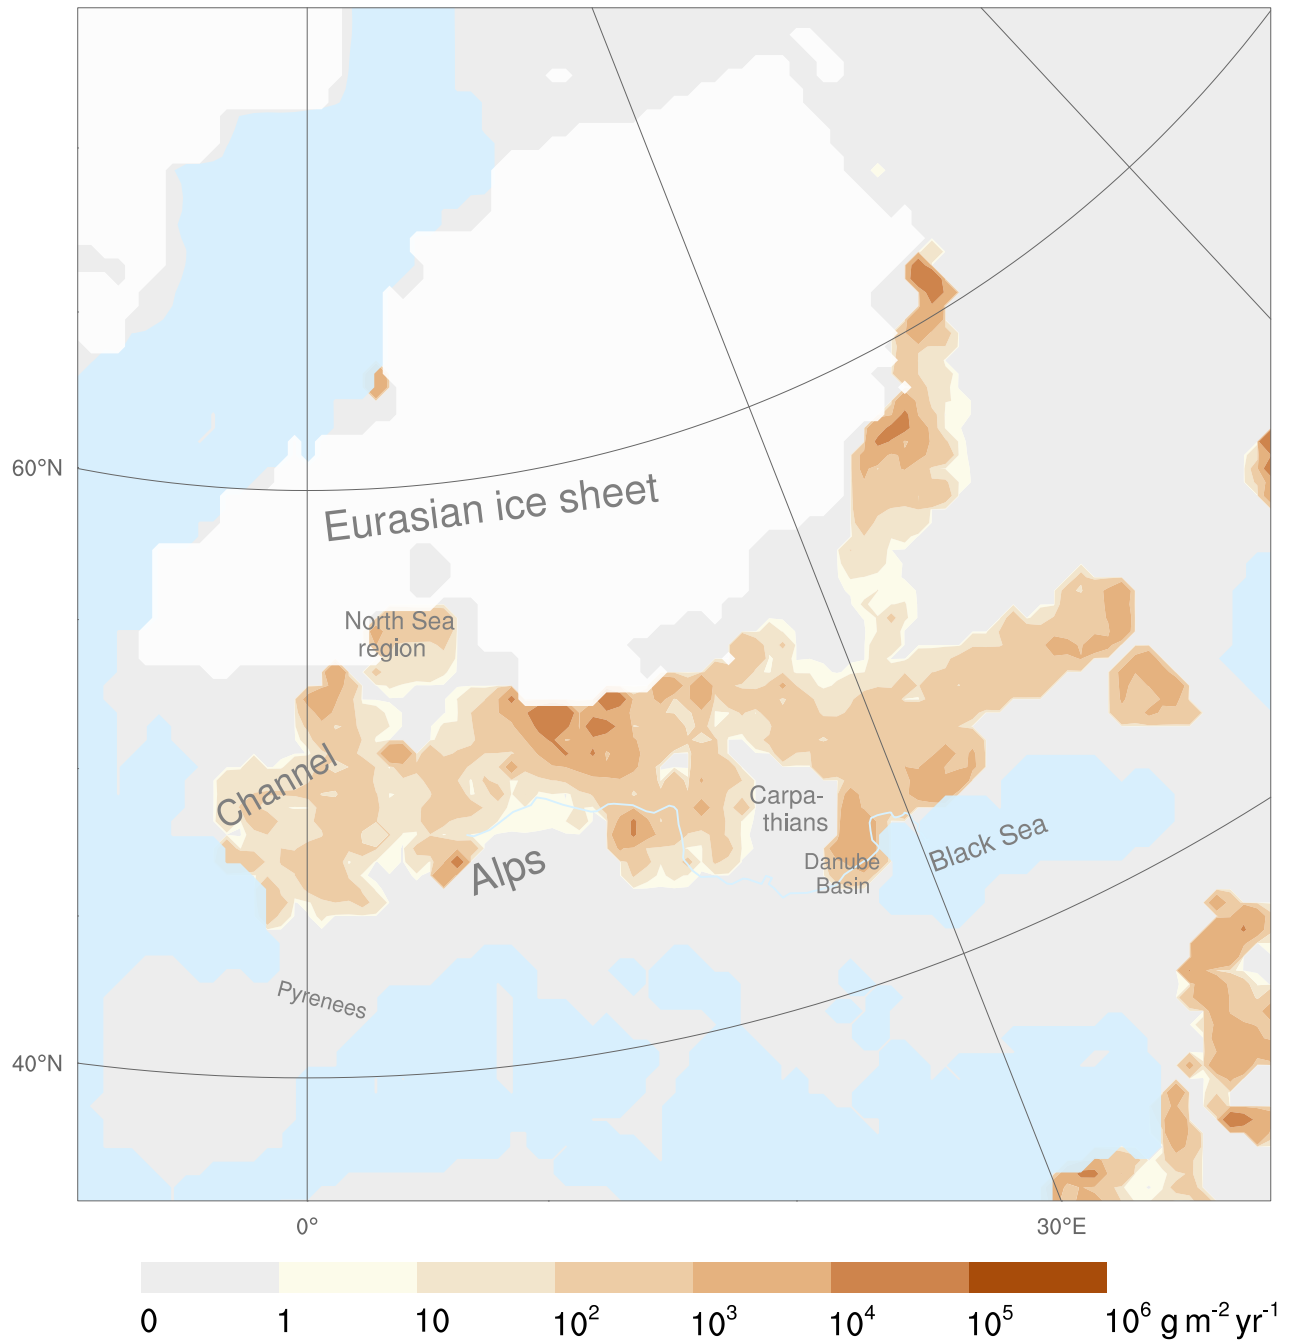 60°N
Eurasian ice sheet
North Sea
region
Channel
Carpa-
thians
Alps
Danube
Basin
Black Sea
Pyrenees
40°N
0°
30°E
0 1 10 10² 10³ 10⁴ 10⁵ 10⁶ g m⁻² yr⁻¹